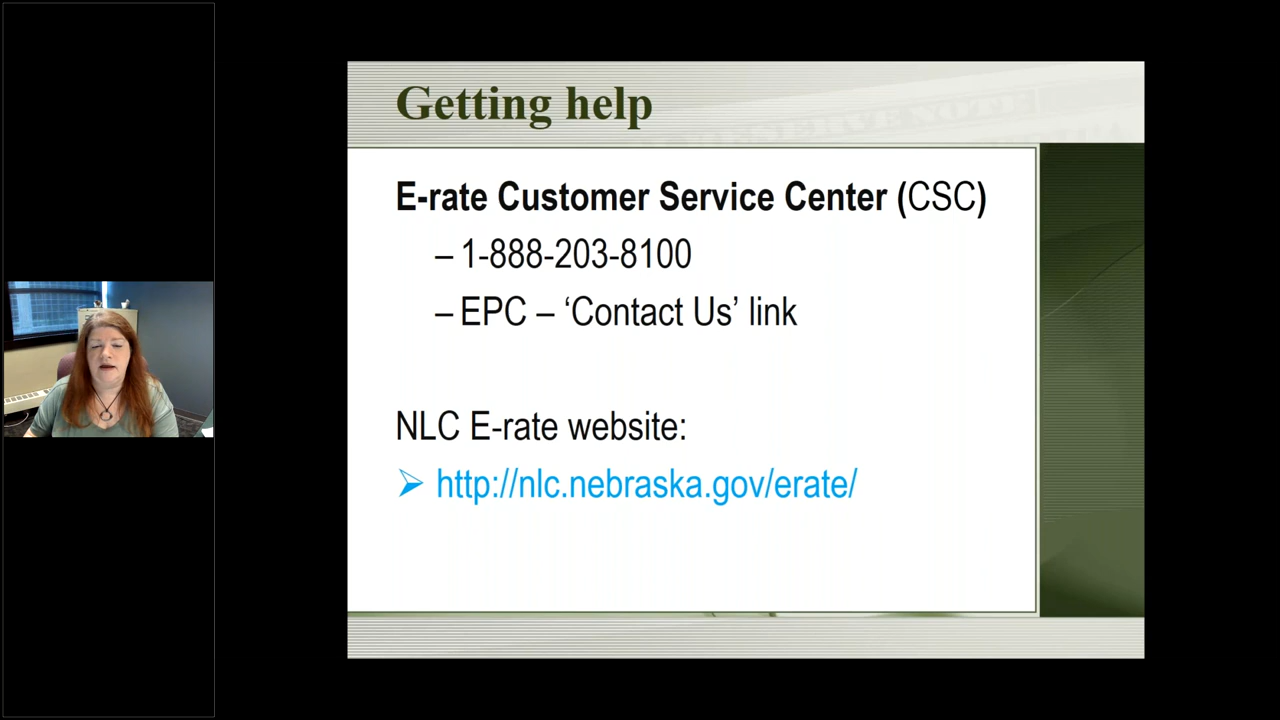 Getting help
E-rate Customer Service Center (CSC)
– 1-888-203-8100
– EPC – ‘Contact Us’ link
NLC E-rate website:
➢ http://nlc.nebraska.gov/erate/